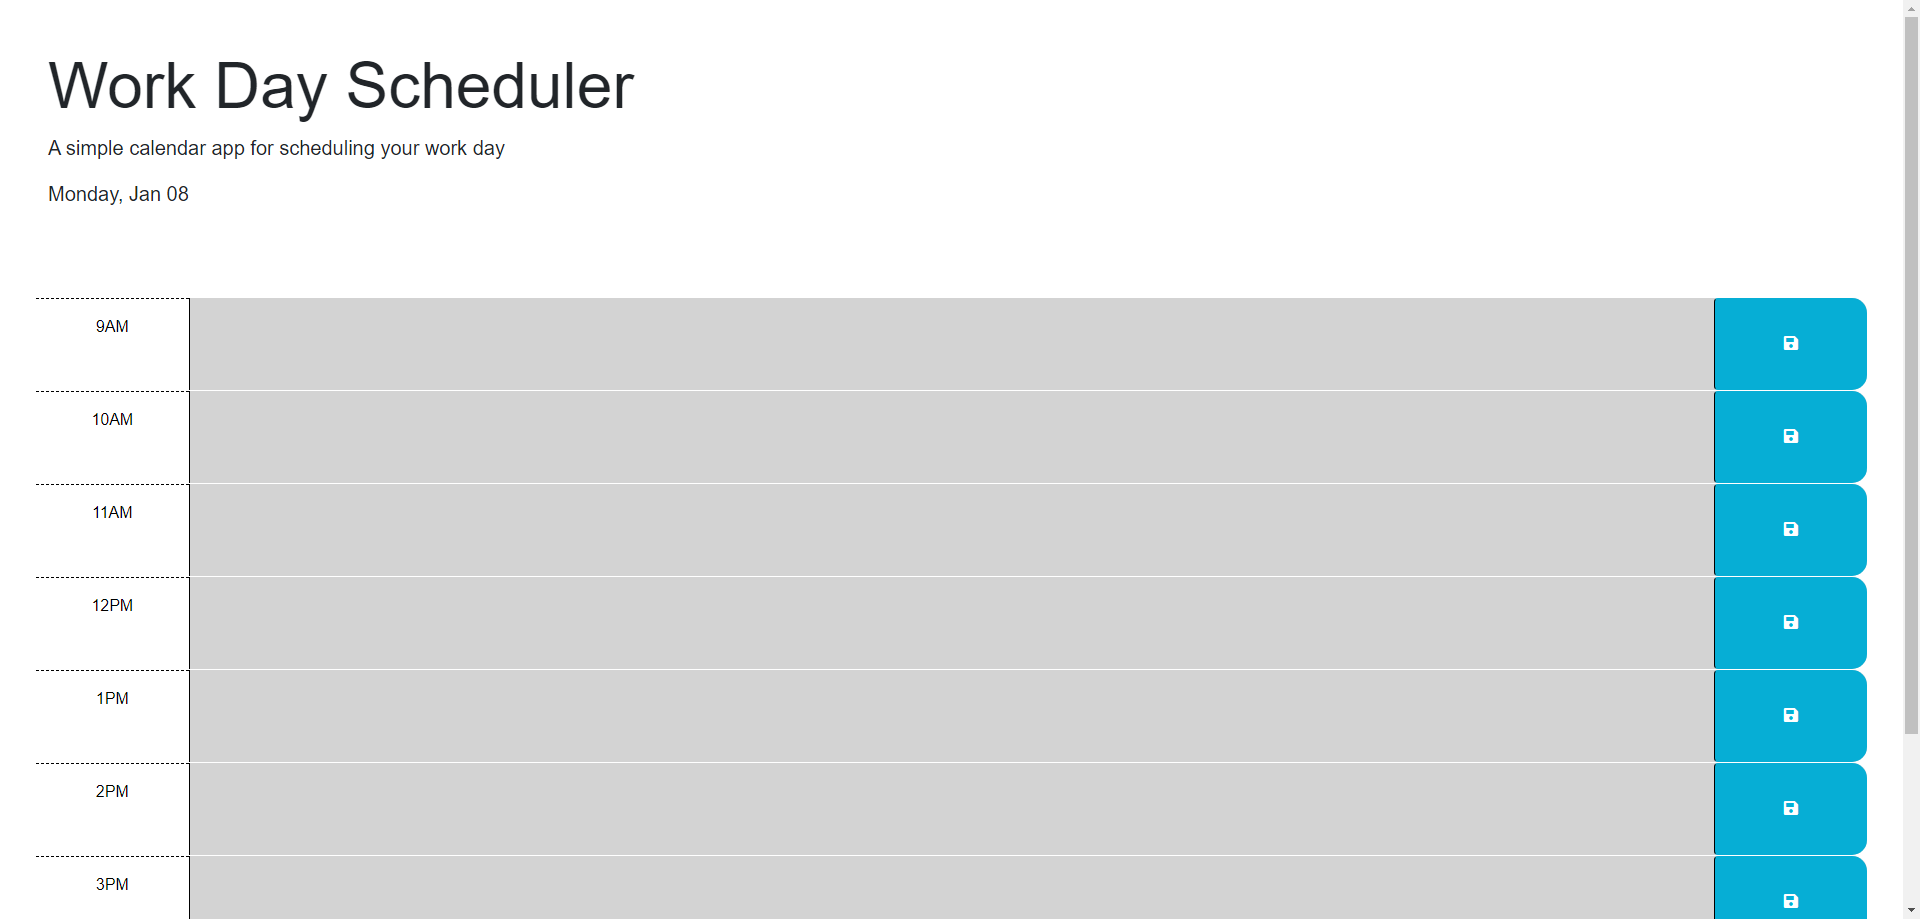 Work Day Scheduler
A simple calendar app for scheduling your work day
Monday, Jan 08
9AM
10AM
11AM
12PM
1PM
2PM
3PM